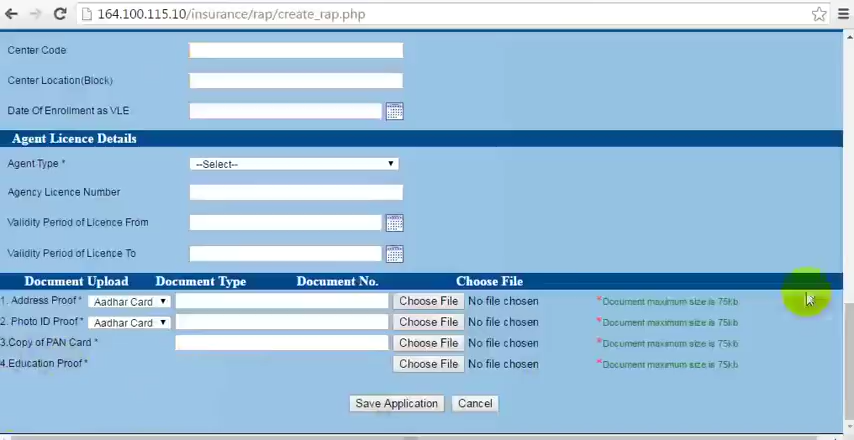 164.100.115.10/insurance/rap/create_rap.php
Center Code
Center Location(Block)
Date Of Enrollment as VLE
Agent Licence Details
Agent Type * --Select--
Agency Licence Number
Validity Period of Licence From
Validity Period of Licence To
Document Upload Document Type Document No. Choose File
1. Address Proof * Aadhar Card Choose File No file chosen *Document maximum size is 75kb
2. Photo ID Proof * Aadhar Card Choose File No file chosen *Document maximum size is 75kb
3.Copy of PAN Card * Choose File No file chosen *Document maximum size is 75kb
4.Education Proof * Choose File No file chosen *Document maximum size is 75kb
Save Application Cancel